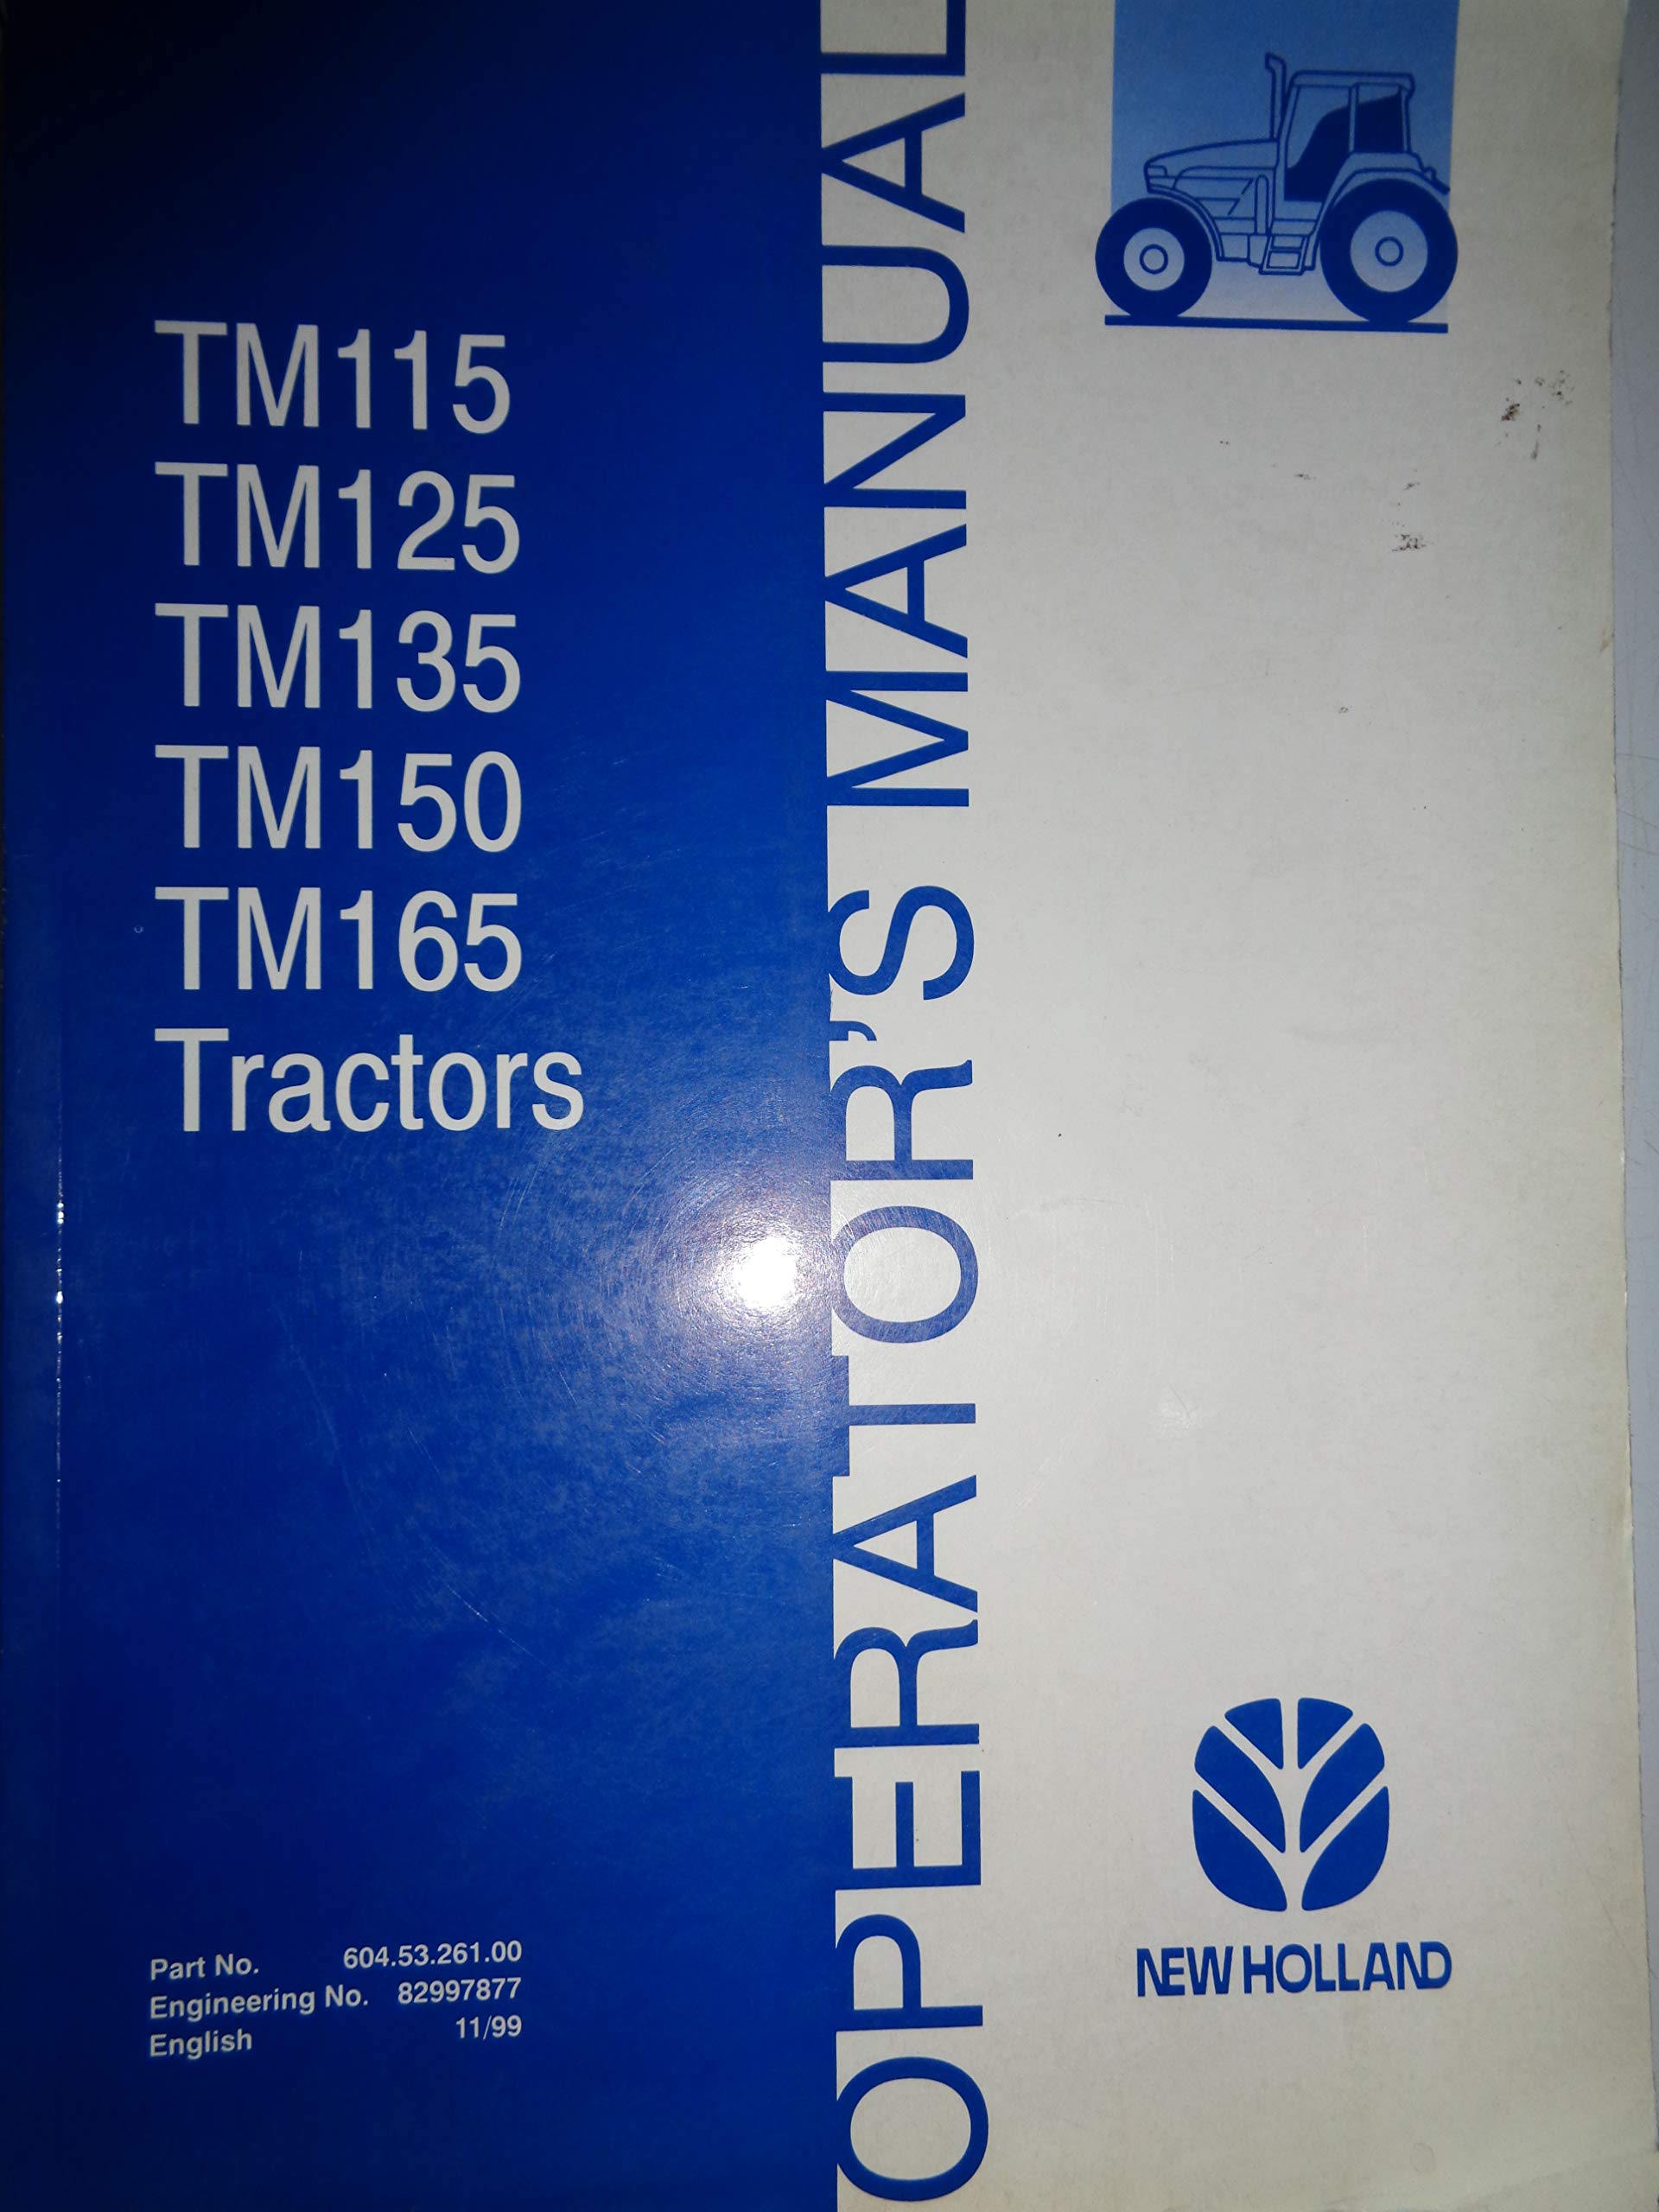 TM115
TM125
TM135
TM150
TM165
Tractors
OPERATOR'S MANUAL
Part No. 604.53.261.00
Engineering No. 82997877
English 11/99
NEW HOLLAND